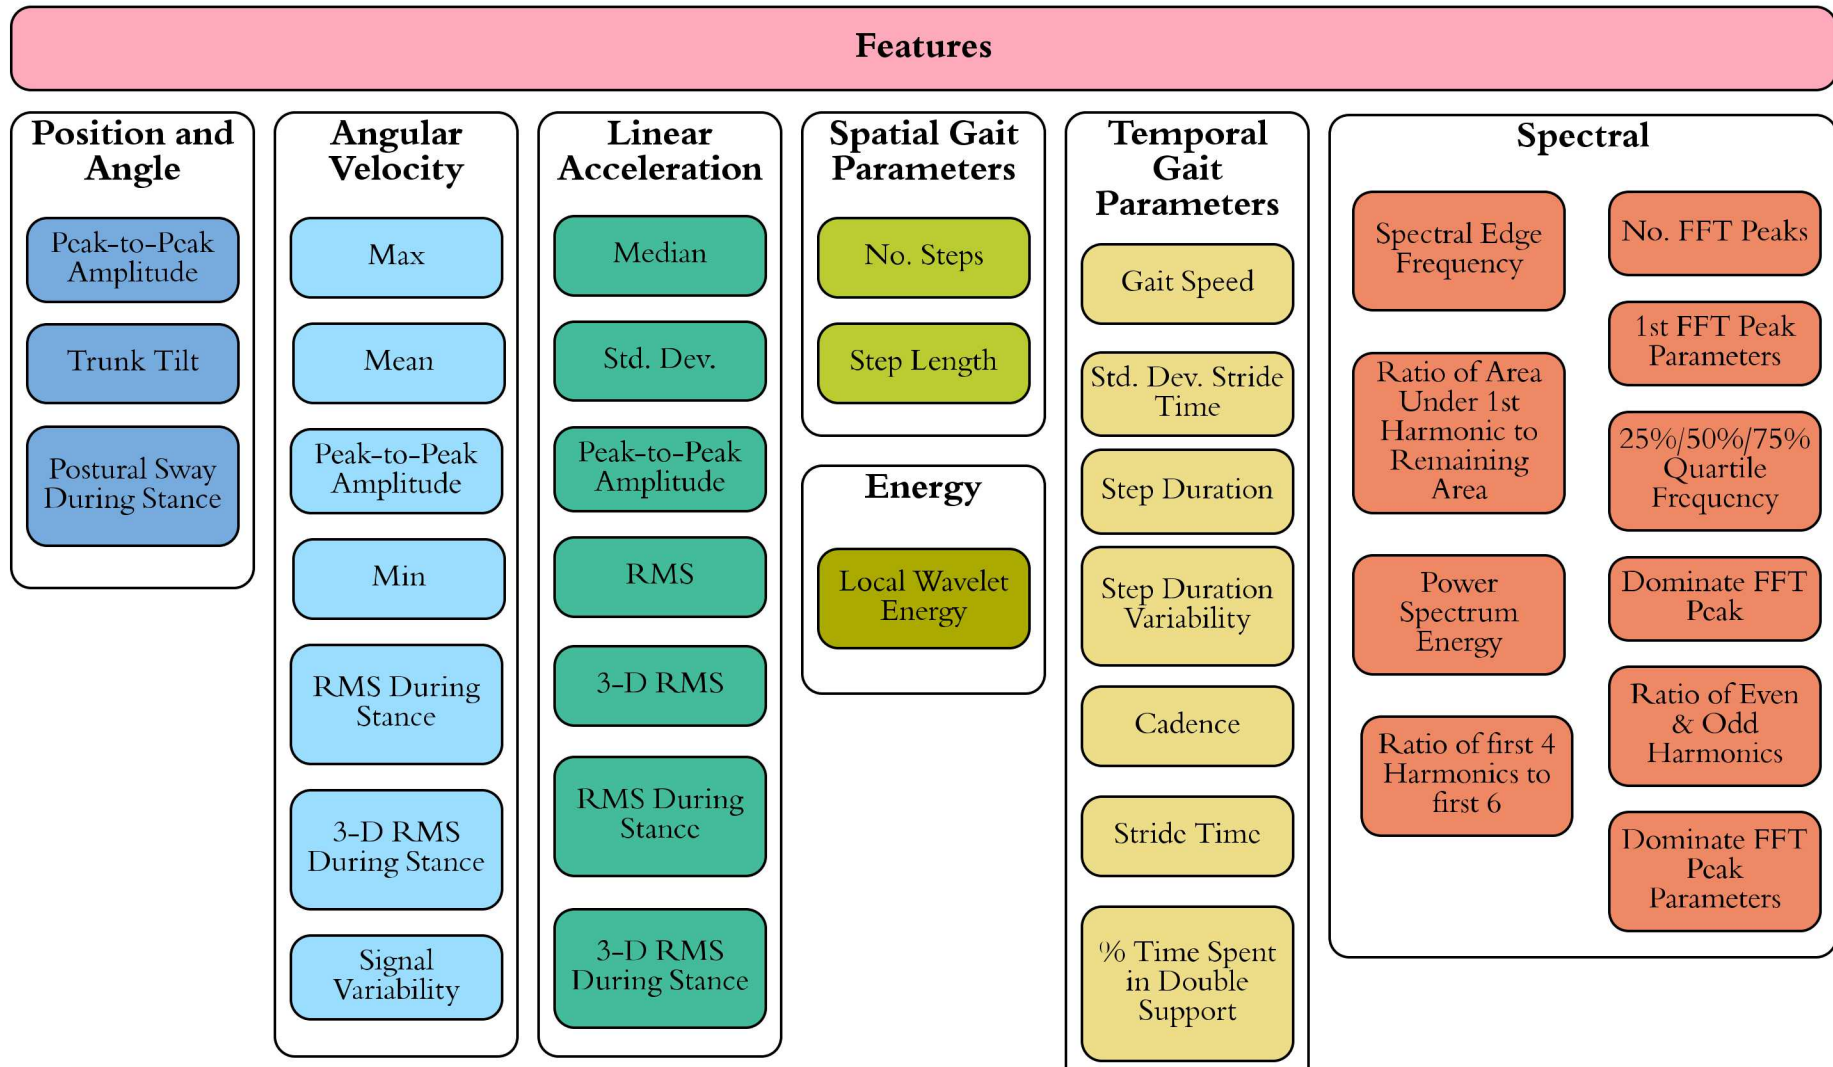 Features
Position and
Angle
Peak-to-Peak
Amplitude
Trunk Tilt
Postural Sway
During Stance
Angular
Velocity
Max
Mean
Peak-to-Peak
Amplitude
Min
RMS During
Stance
3-D RMS
During Stance
Signal
Variability
Linear
Acceleration
Median
Std. Dev.
Peak-to-Peak
Amplitude
RMS
3-D RMS
RMS During
Stance
3-D RMS
During Stance
Spatial Gait
Parameters
No. Steps
Step Length
Energy
Local Wavelet
Energy
Temporal
Gait
Parameters
Gait Speed
Std. Dev. Stride
Time
Step Duration
Step Duration
Variability
Cadence
Stride Time
% Time Spent
in Double
Support
Spectral
Spectral Edge
Frequency
Ratio of Area
Under 1st
Harmonic to
Remaining
Area
Power
Spectrum
Energy
Ratio of first 4
Harmonics to
first 6
No. FFT Peaks
1st FFT Peak
Parameters
25%/50%/75%
Quartile
Frequency
Dominate FFT
Peak
Ratio of Even
& Odd
Harmonics
Dominate FFT
Peak
Parameters